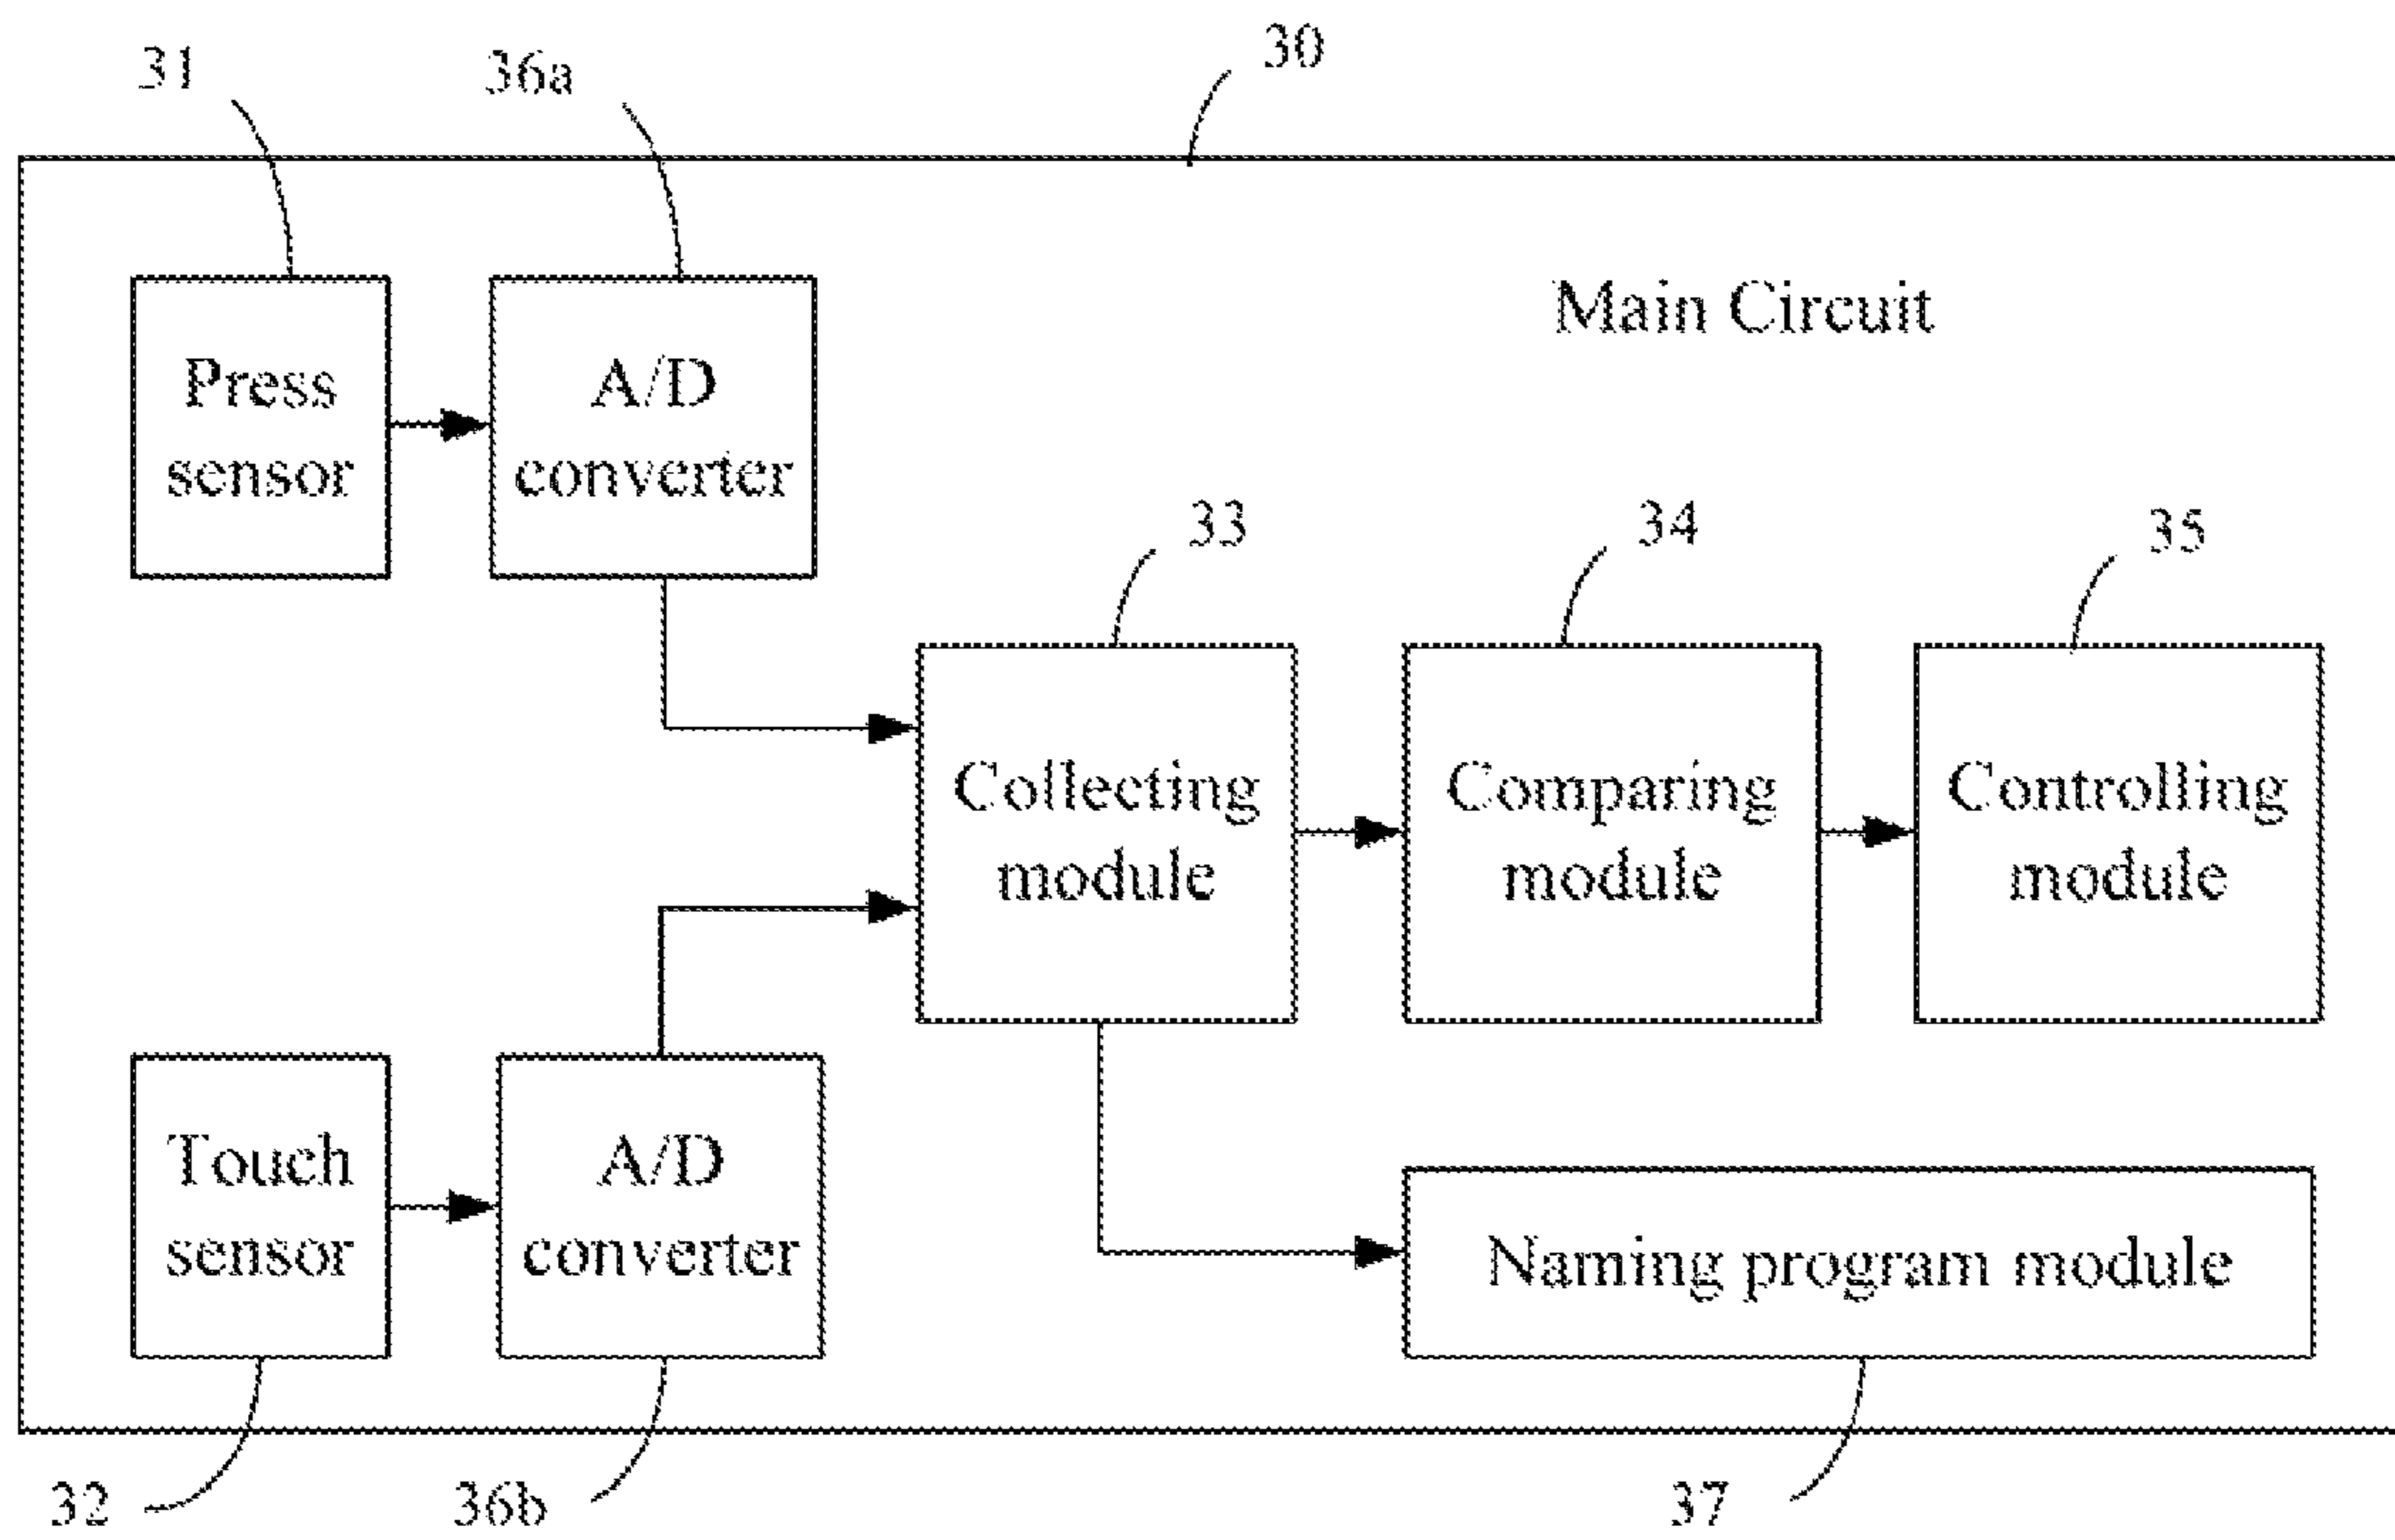 31
36a
30
Main Circuit
Press
sensor
A/D
converter
33
34
35
Collecting
module
Comparing
module
Controlling
module
Touch
sensor
A/D
converter
Naming program module
32
36b
37